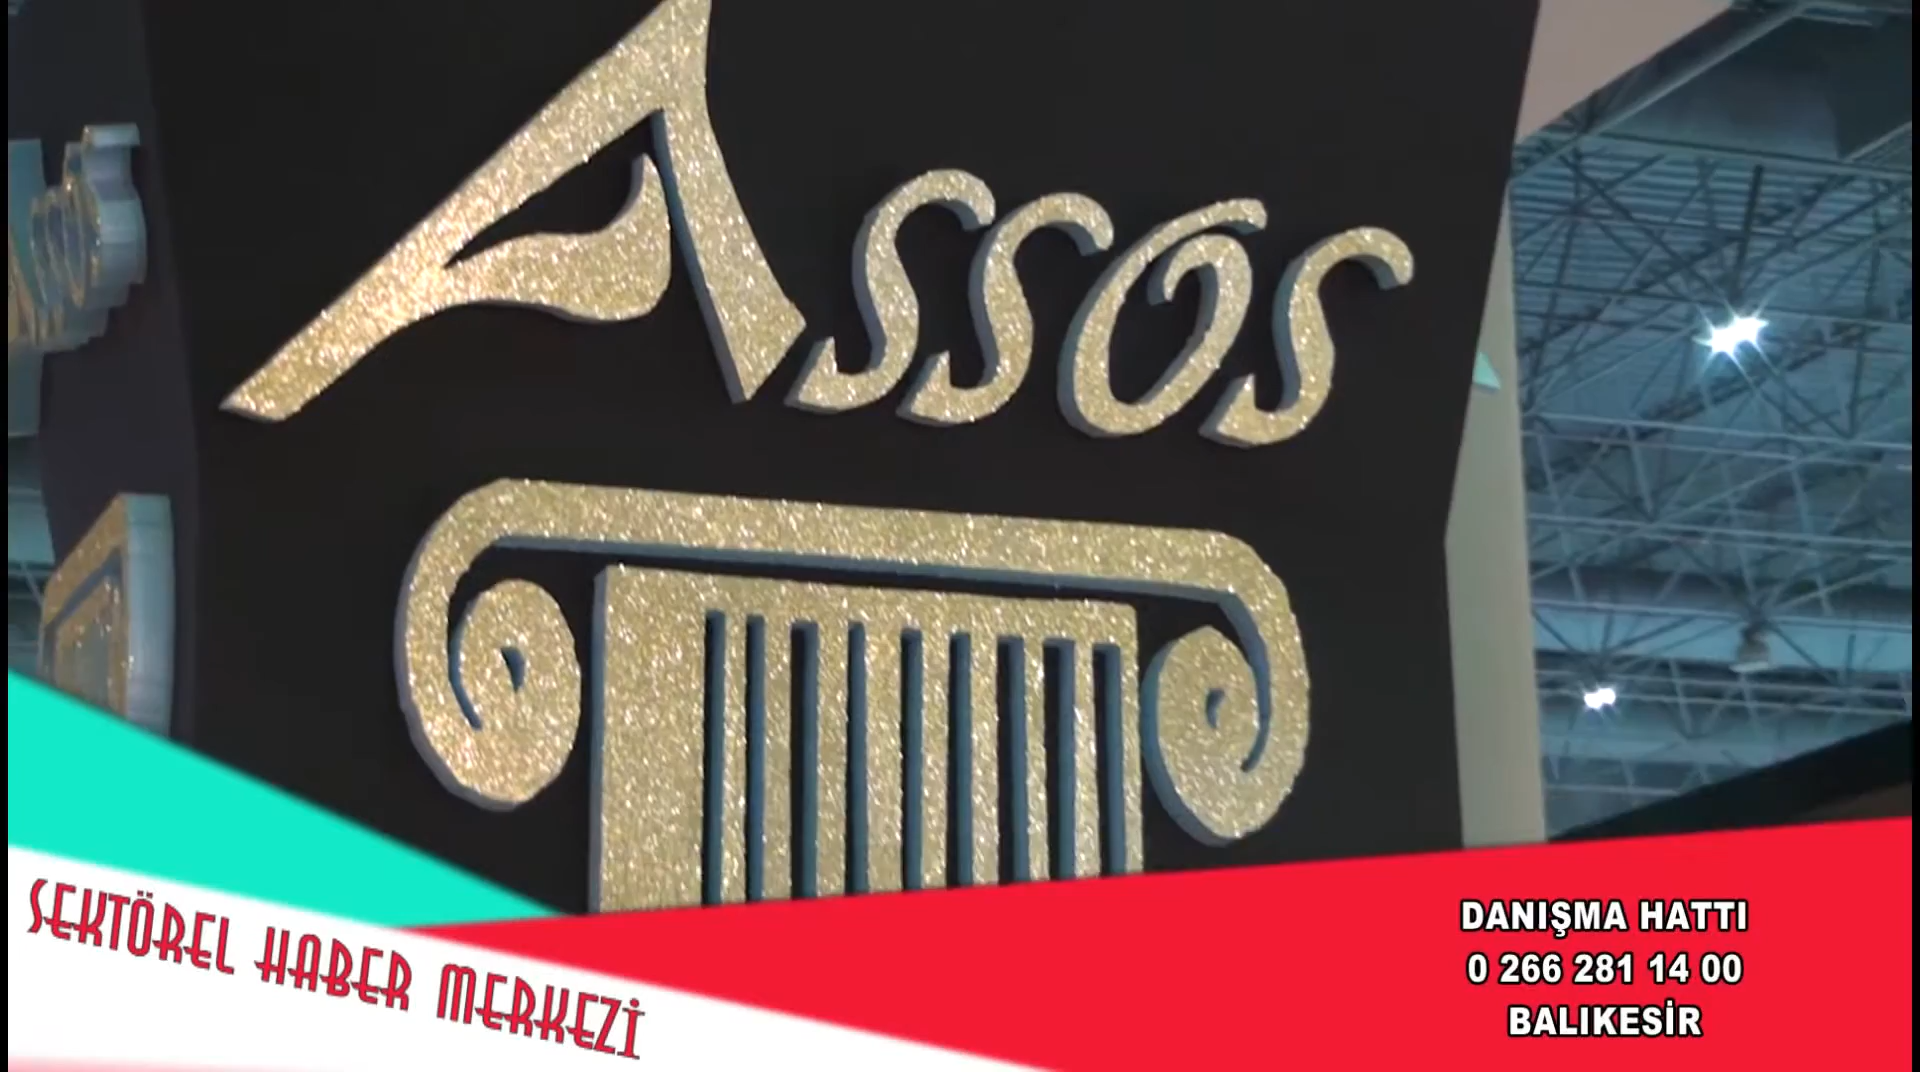 Assos
SEKTÖREL HABER MERKEZİ
DANIŞMA HATTI
0 266 281 14 00
BALIKESİR